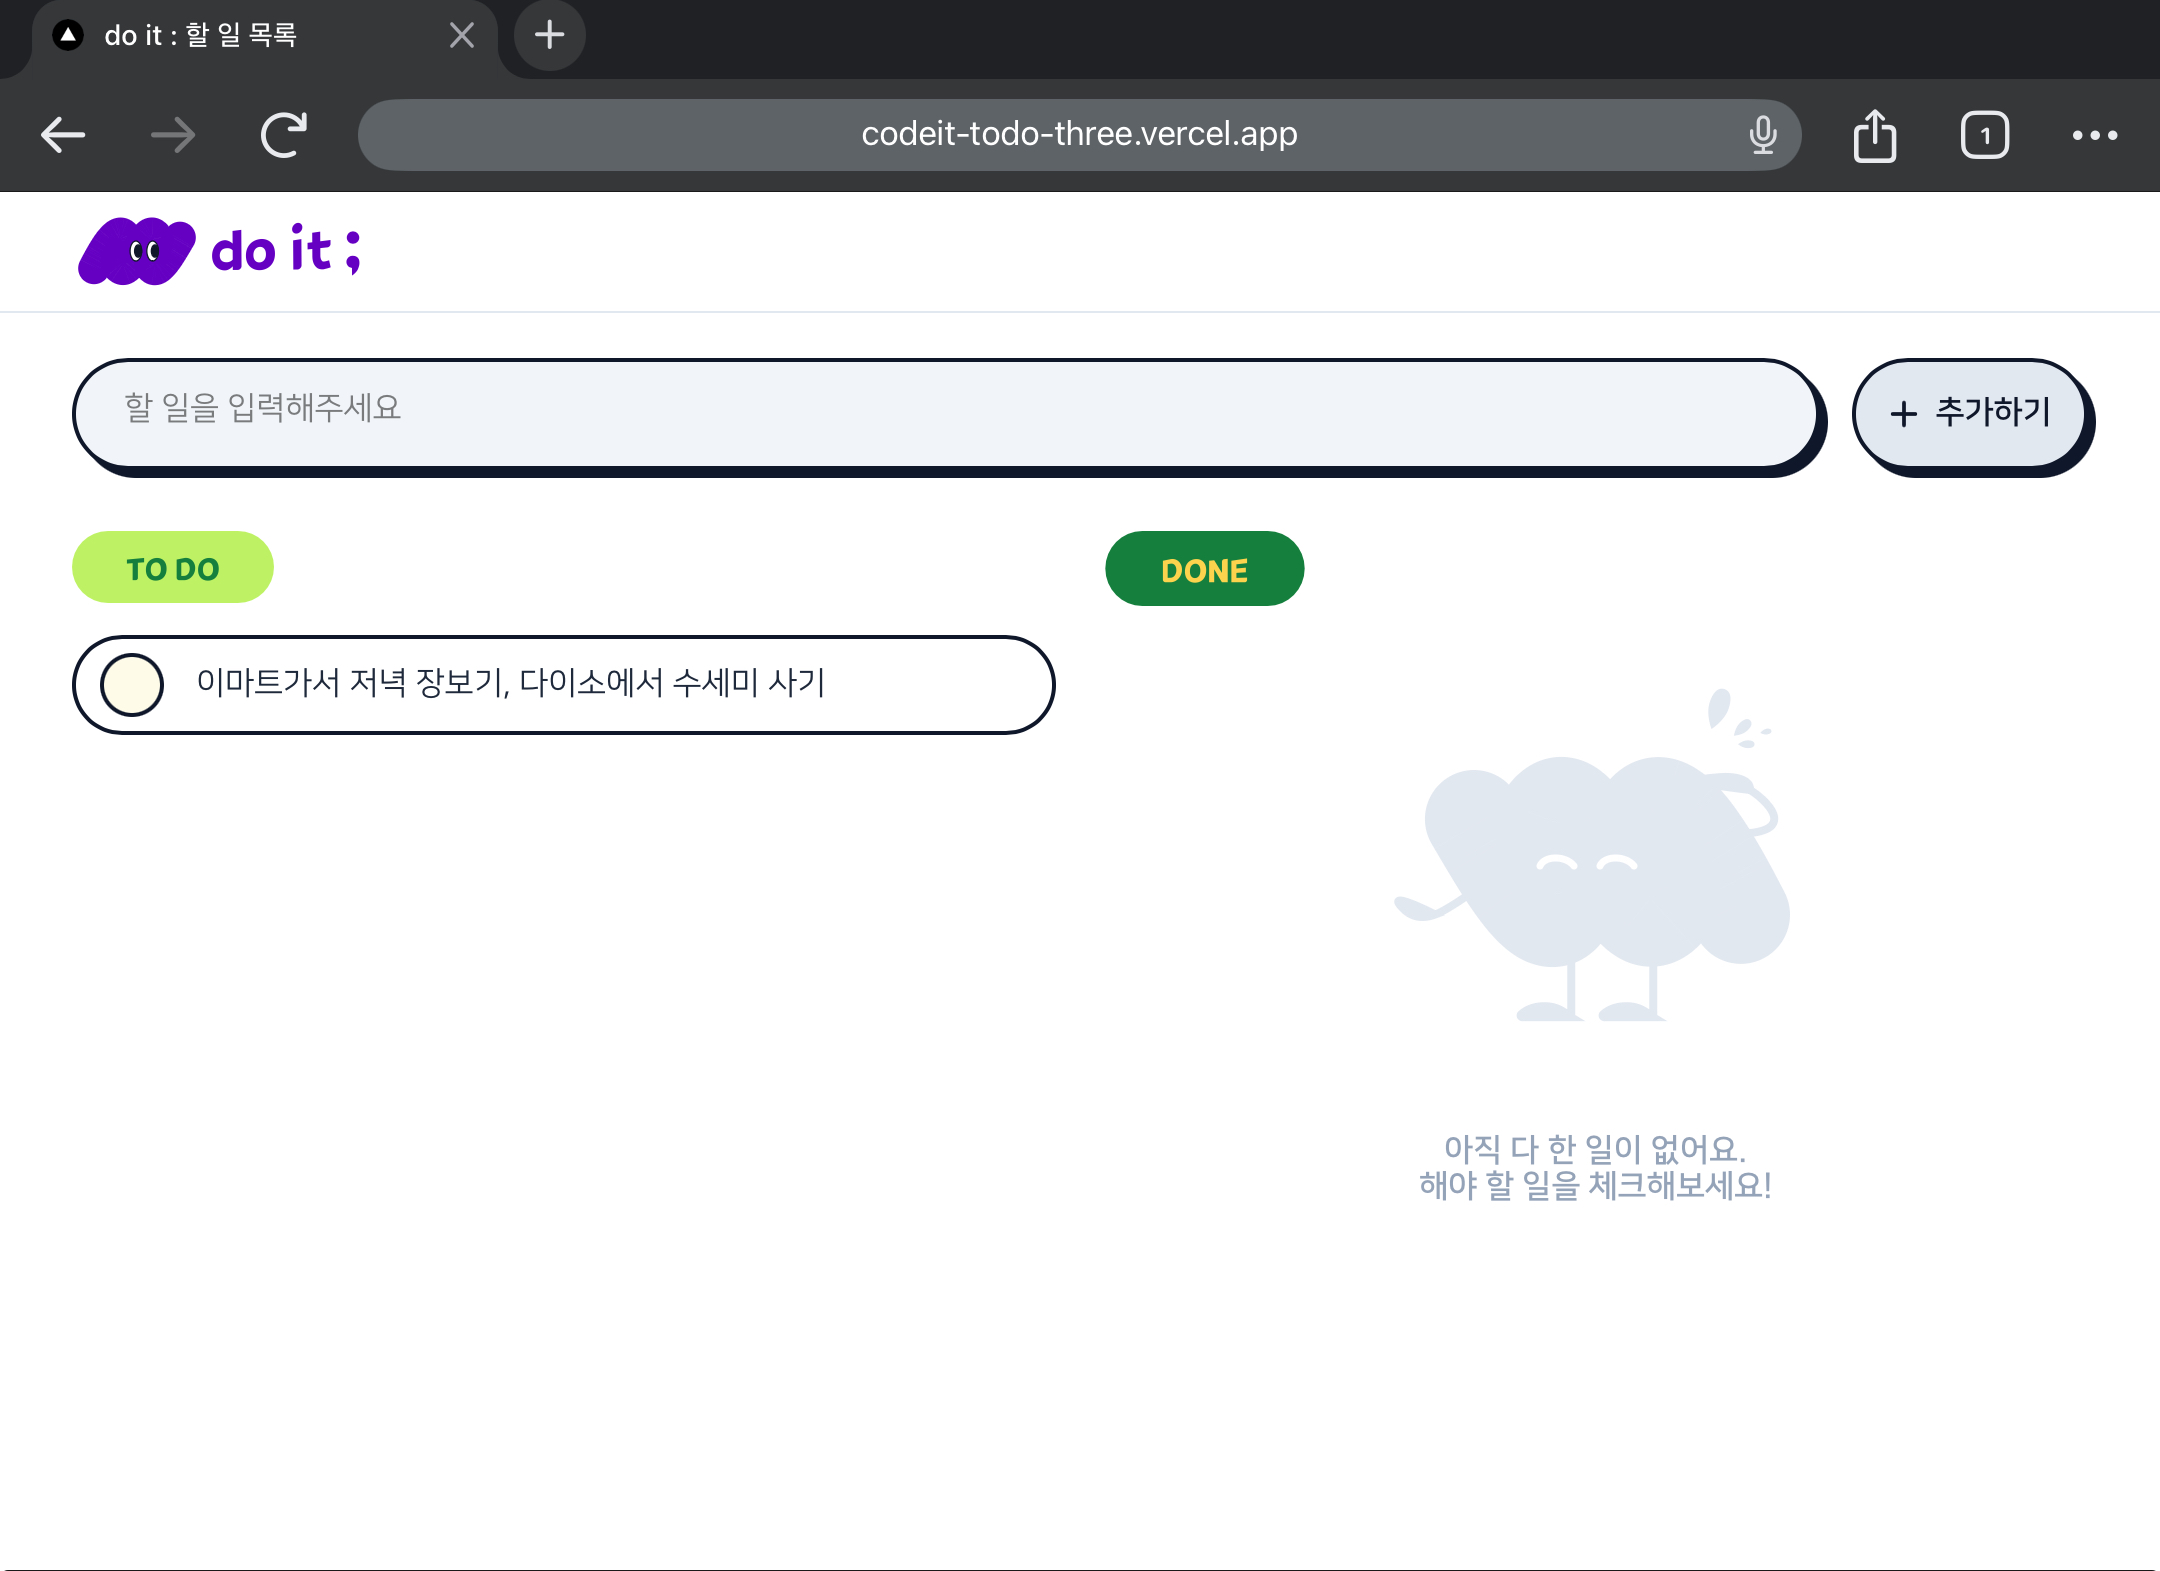 do it : 할 일 목록
codeit-todo-three.vercel.app
1
do it ;
할 일을 입력해주세요
+ 추가하기
TO DO
DONE
이마트가서 저녁 장보기, 다이소에서 수세미 사기
아직 다 한 일이 없어요.
해야 할 일을 체크해보세요!